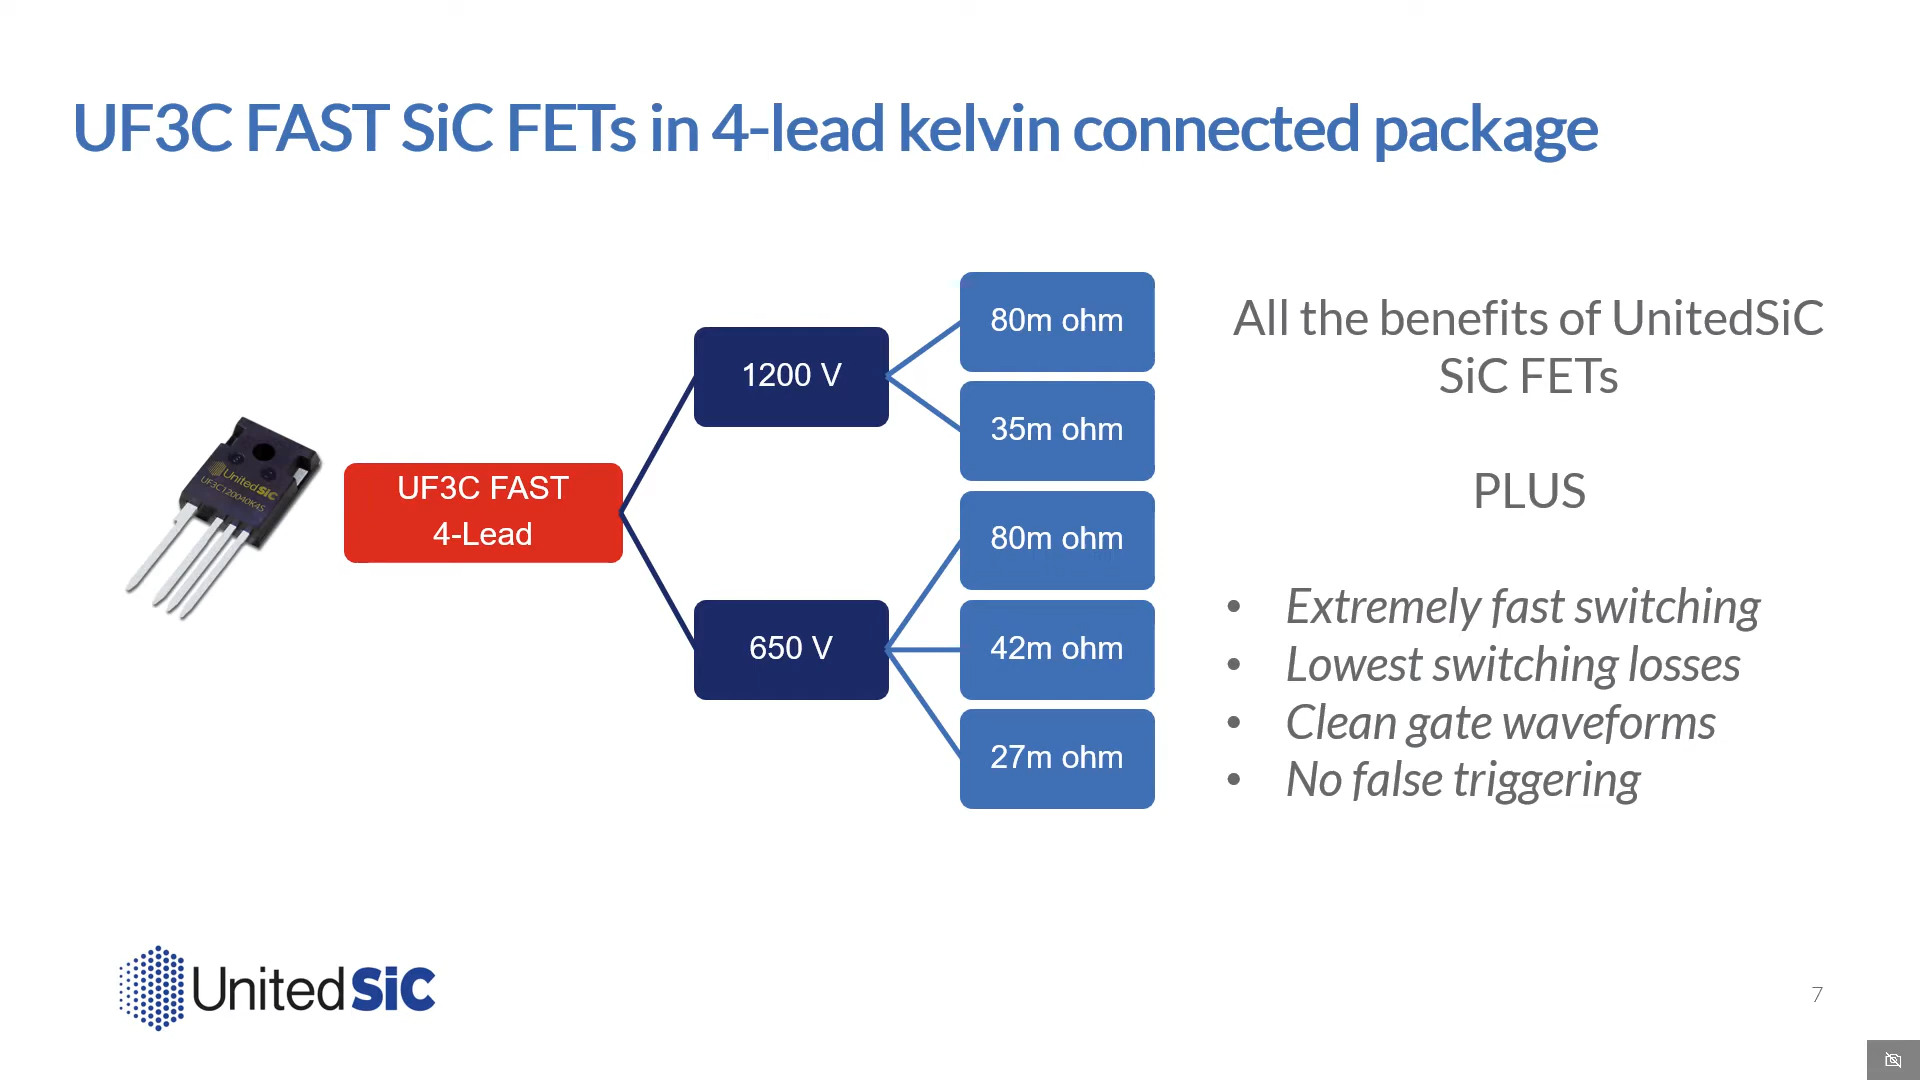 UF3C FAST SiC FETs in 4-lead kelvin connected package
UnitedSiC
UF3C120040K4S
UF3C FAST
4-Lead
1200 V
650 V
80m ohm
35m ohm
80m ohm
42m ohm
27m ohm
All the benefits of UnitedSiC
SiC FETs
PLUS
• Extremely fast switching
• Lowest switching losses
• Clean gate waveforms
• No false triggering
UnitedSiC
7